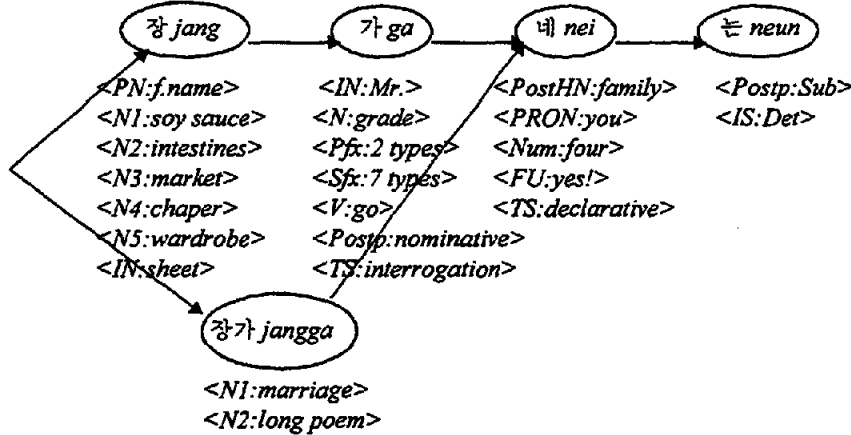 장 jang 가 ga 네 nei 는 neun
<PN:f.name> <IN:Mr.> <PostHN:family> <Postp:Sub>
<N1:soy sauce> <N:grade> <PRON:you> <IS:Det>
<N2:intestines> <Pfx:2 types> <Num:four>
<N3:market> <Sfx:7 types> <FU:yes!>
<N4:chaper> <V:go> <TS:declarative>
<N5:wardrobe> <Postp:nominative>
<IN:sheet> <TS:interrogation>
장가 jangga
<N1:marriage>
<N2:long poem>